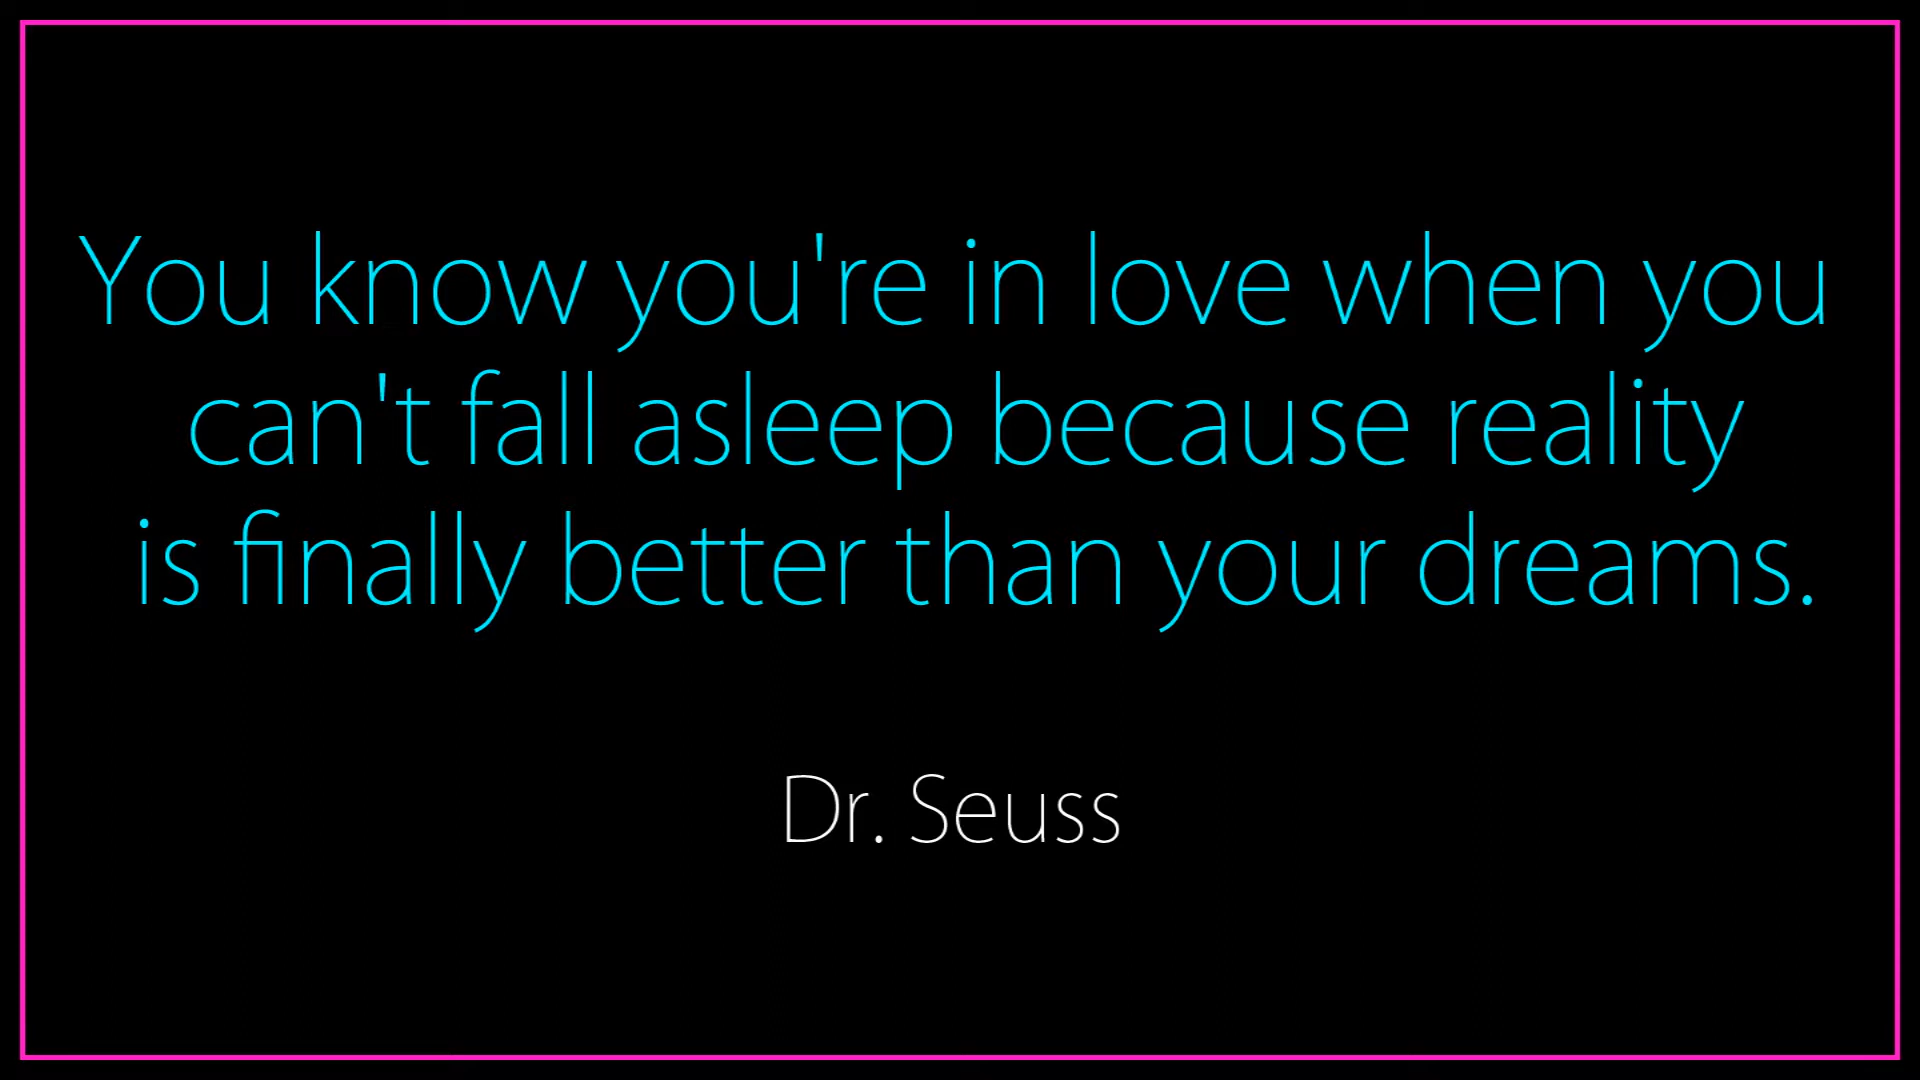 You know you're in love when you
can't fall asleep because reality
is finally better than your dreams.
Dr. Seuss